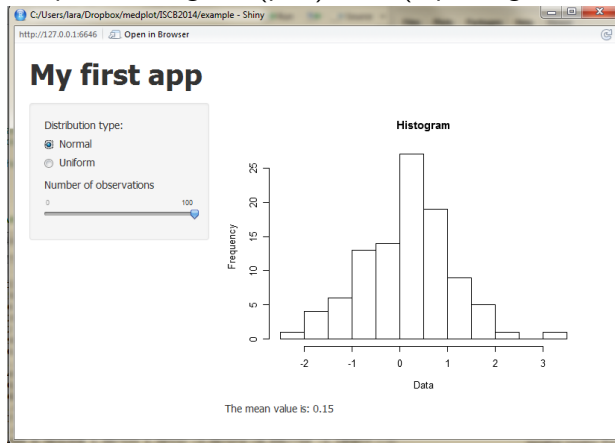 C:/Users/lara/Dropbox/medplot/ISCB2014/example - Shiny
http://127.0.0.1:6646 Open in Browser
My first app
Distribution type:
Normal
Uniform
Number of observations
0 100
Histogram
Frequency
25
20
15
10
5
0
-2 -1 0 1 2 3
Data
The mean value is: 0.15